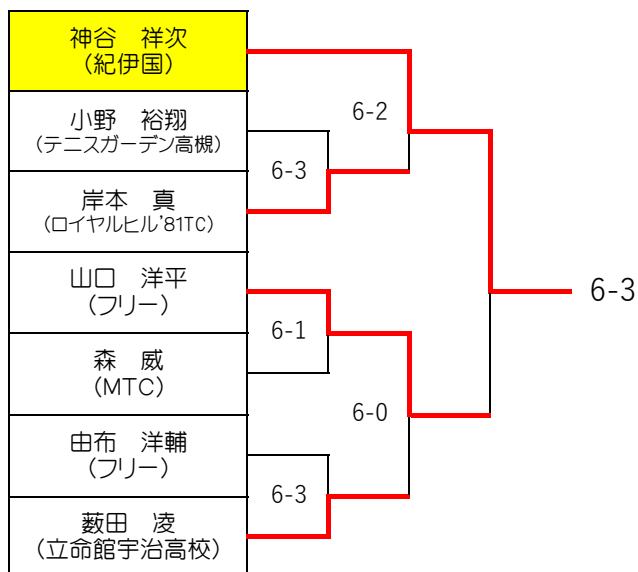 神谷　祥次
(紀伊国)
小野　裕翔
(テニスガーデン高槻)
岸本　真
(ロイヤルヒル'81TC)
山口　洋平
(フリー)
森　威
(MTC)
由布　洋輔
(フリー)
薮田　凌
(立命館宇治高校)
6-3
6-1
6-3
6-2
6-0
6-3